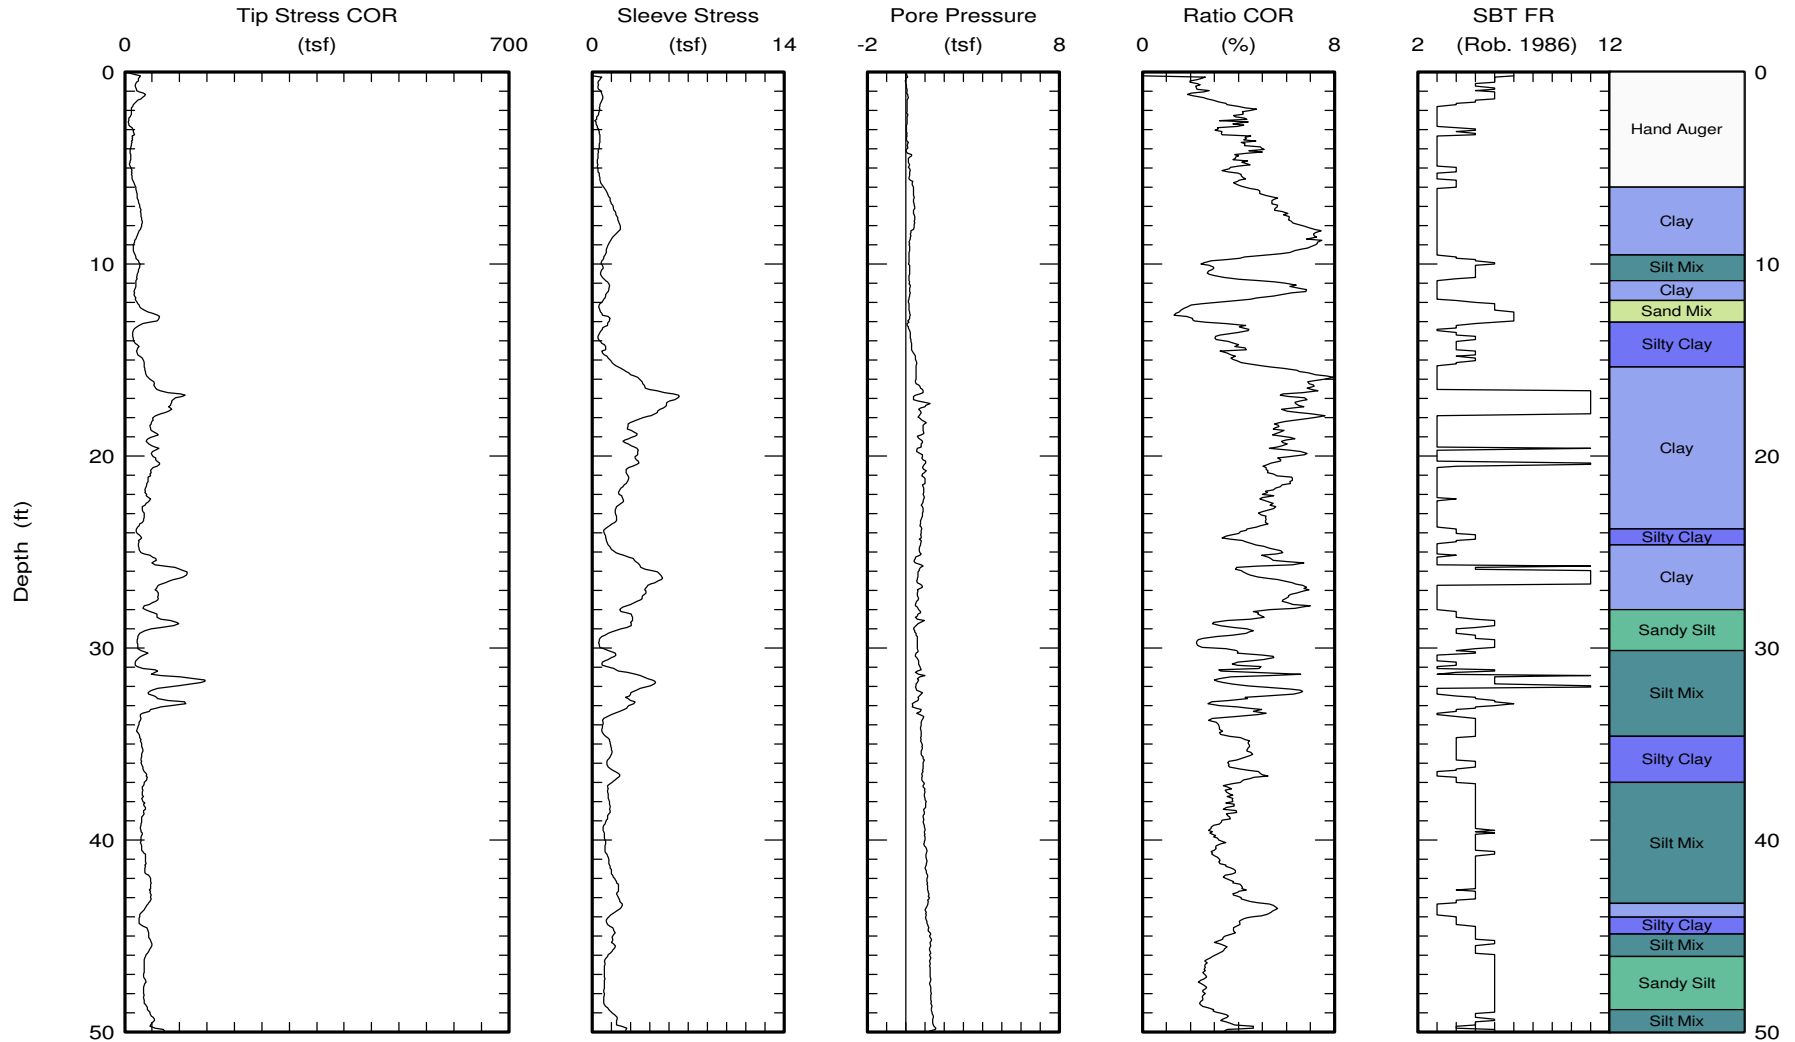 Tip Stress COR Sleeve Stress Pore Pressure Ratio COR SBT FR
0 (tsf) 700 0 (tsf) 14 -2 (tsf) 8 0 (%) 8 2 (Rob. 1986) 12
0 0
Hand Auger
Clay
10 Silt Mix 10
Clay
Sand Mix
Silty Clay
Clay
20 20
Depth (ft)
Silty Clay
Clay
Sandy Silt
30 30
Silt Mix
Silty Clay
40 Silt Mix 40
Silty Clay
Silt Mix
Sandy Silt
Silt Mix
50 50